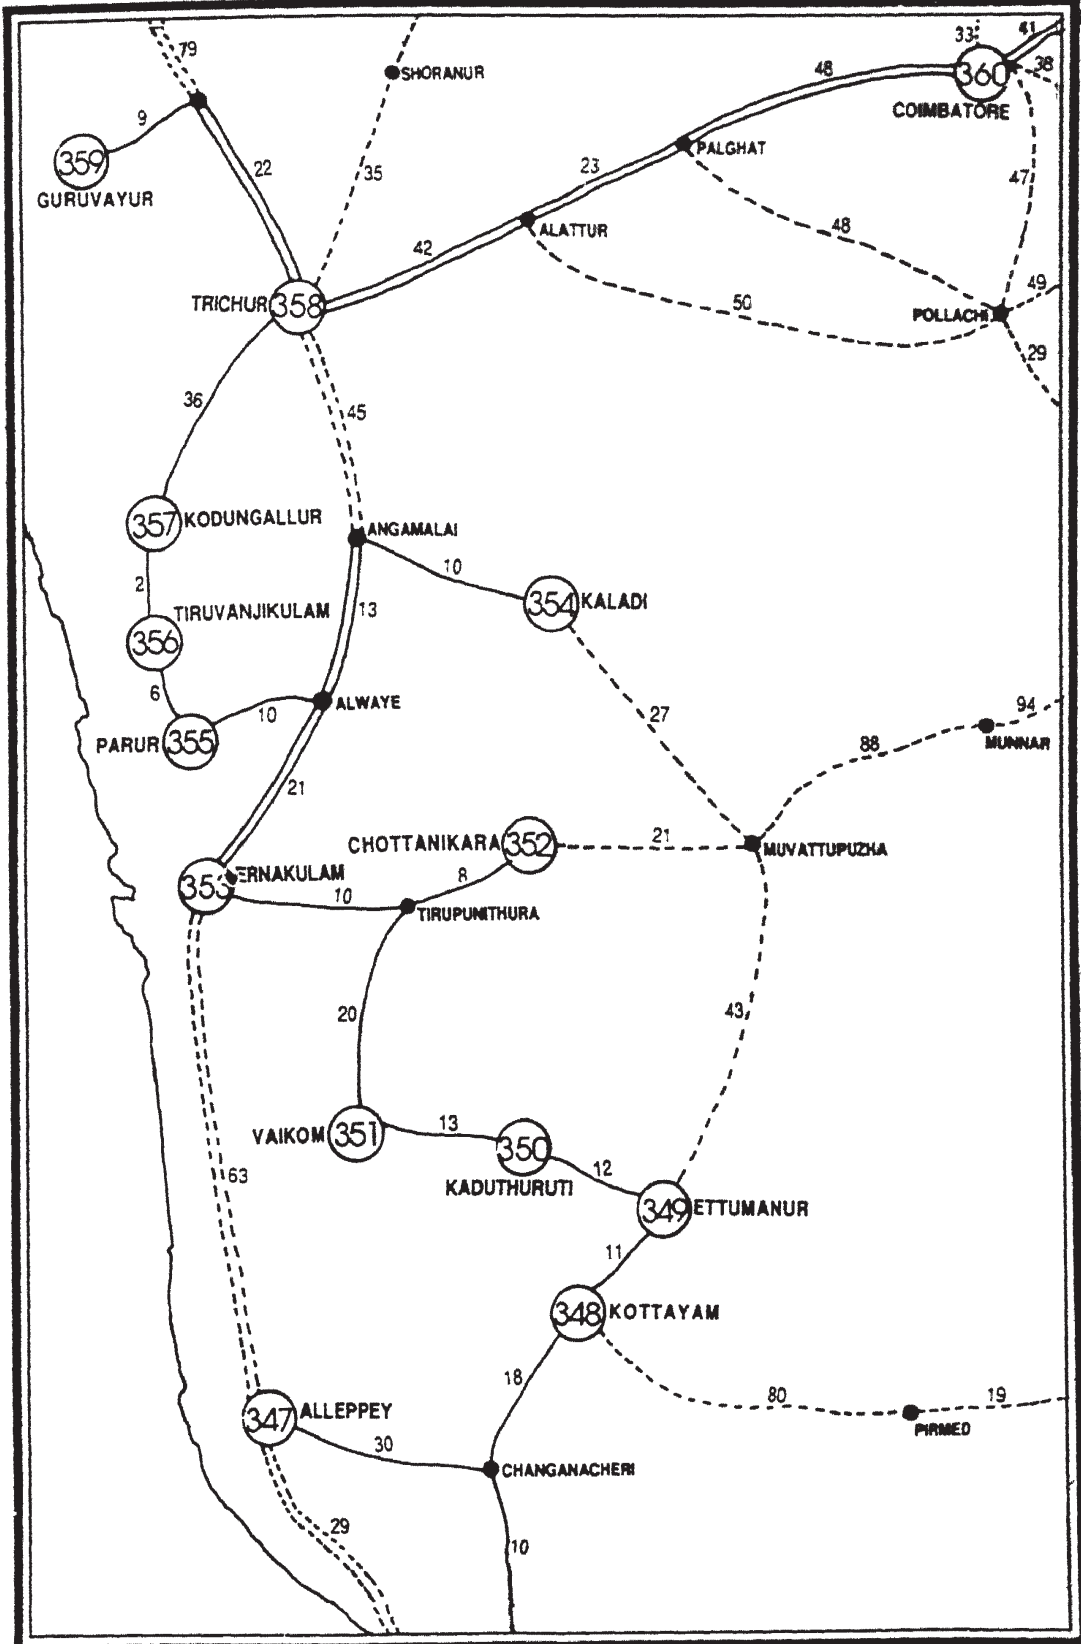 79
SHORANUR
33
41
48
360
38
COIMBATORE
9
359
GURUVAYUR
22
35
23
PALGHAT
47
ALATTUR
42
48
49
TRICHUR
358
50
POLLACHI
29
36
45
357
KODUNGALLUR
ANGAMALAI
10
2
354
KALADI
TIRUVANJIKULAM
13
356
6
10
ALWAYE
27
94
PARUR
355
88
MUNNAR
21
CHOTTANIKARA
352
21
MUVATTUPUZHA
353
ERNAKULAM
8
10
TIRUPUNITHURA
20
43
VAIKOM
351
13
350
63
12
KADUTHURUTI
349
ETTUMANUR
11
348
KOTTAYAM
18
80
19
347
ALLEPPEY
PIRMED
30
CHANGANACHERI
29
10